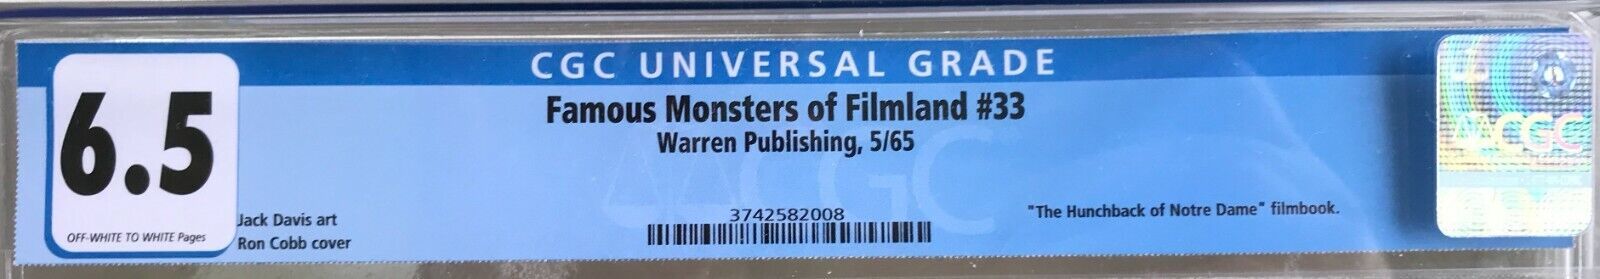 CGC UNIVERSAL GRADE
6.5
OFF-WHITE TO WHITE Pages
Famous Monsters of Filmland #33
Warren Publishing, 5/65
Jack Davis art
Ron Cobb cover
3742582008
"The Hunchback of Notre Dame" filmbook.
CGC
CGC